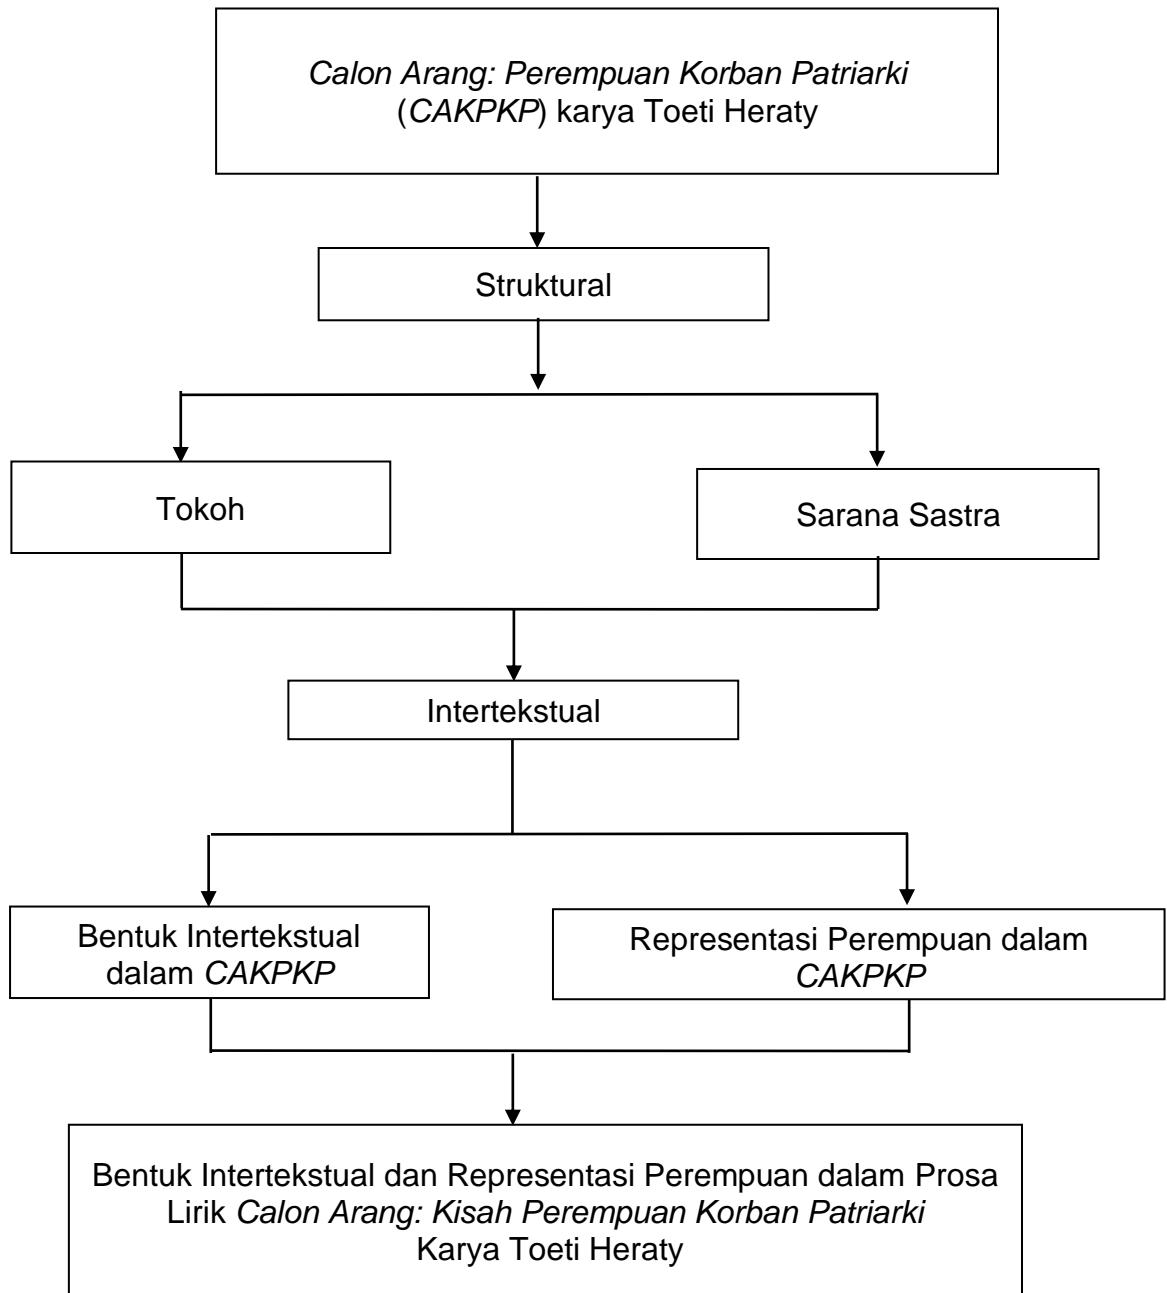 Calon Arang: Perempuan Korban Patriarki
(CAKPKP) karya Toeti Heraty
Struktural
Tokoh
Sarana Sastra
Intertekstual
Bentuk Intertekstual
dalam CAKPKP
Representasi Perempuan dalam
CAKPKP
Bentuk Intertekstual dan Representasi Perempuan dalam Prosa
Lirik Calon Arang: Kisah Perempuan Korban Patriarki
Karya Toeti Heraty